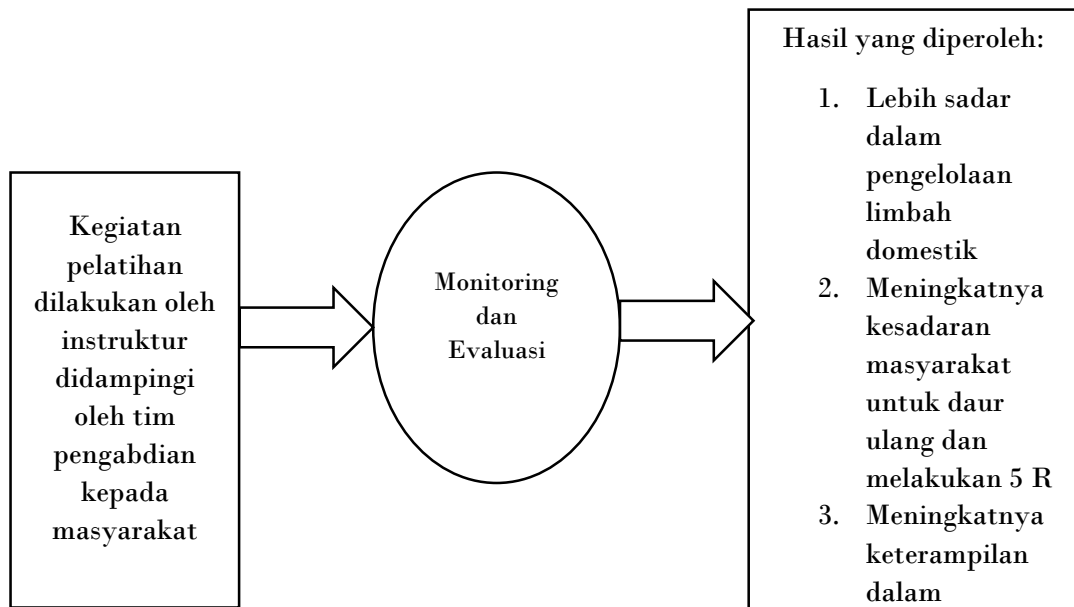 Kegiatan
pelatihan
dilakukan oleh
instruktur
didampingi
oleh tim
pengabdian
kepada
masyarakat
Monitoring
dan
Evaluasi
Hasil yang diperoleh:
1. Lebih sadar
dalam
pengelolaan
limbah
domestik
2. Meningkatnya
kesadaran
masyarakat
untuk daur
ulang dan
melakukan 5 R
3. Meningkatnya
keterampilan
dalam